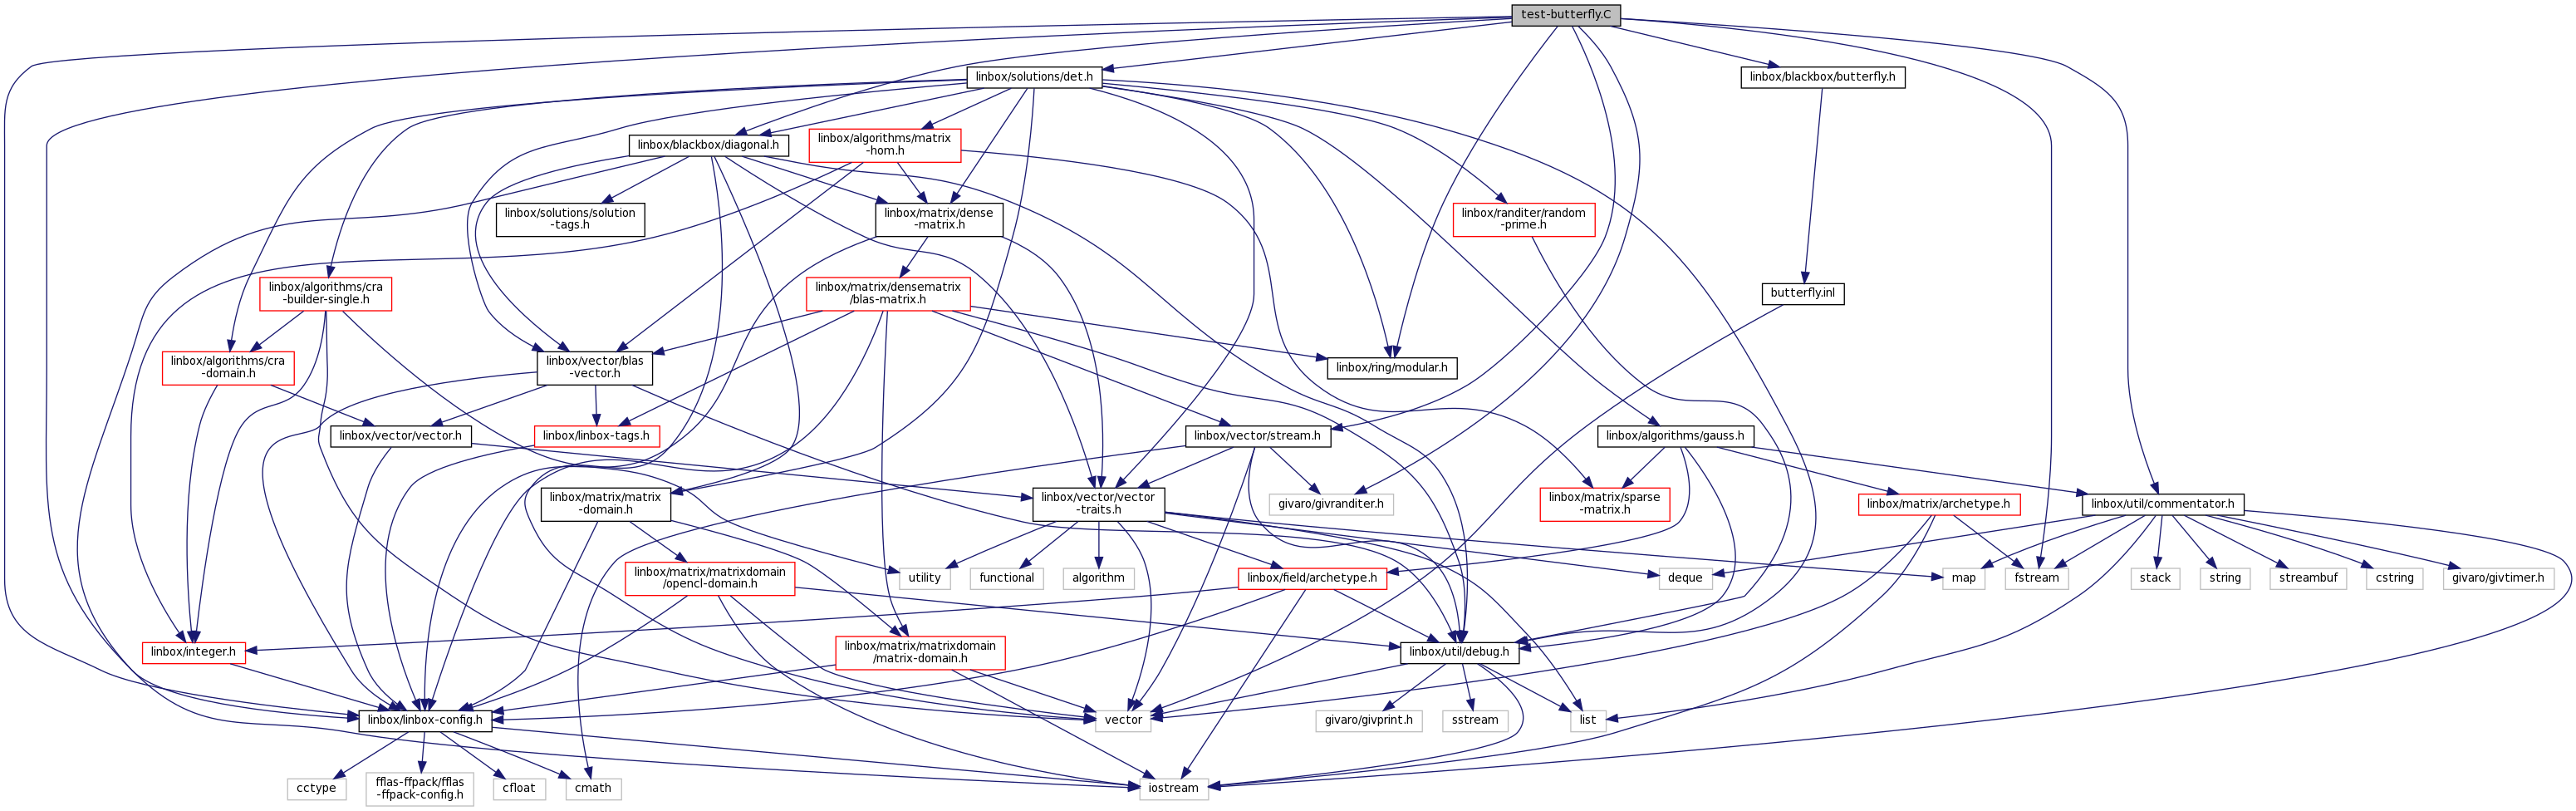 test-butterfly.C
linbox/solutions/det.h
linbox/blackbox/butterfly.h
linbox/blackbox/diagonal.h
linbox/algorithms/matrix
-hom.h
linbox/solutions/solution
-tags.h
linbox/matrix/dense
-matrix.h
linbox/randiter/random
-prime.h
linbox/algorithms/cra
-builder-single.h
linbox/matrix/densematrix
/blas-matrix.h
butterfly.inl
linbox/algorithms/cra
-domain.h
linbox/vector/blas
-vector.h
linbox/ring/modular.h
linbox/vector/vector.h
linbox/linbox-tags.h
linbox/vector/stream.h
linbox/algorithms/gauss.h
linbox/matrix/matrix
-domain.h
linbox/vector/vector
-traits.h
givaro/givranditer.h
linbox/matrix/sparse
-matrix.h
linbox/matrix/archetype.h
linbox/util/commentator.h
linbox/matrix/matrixdomain
/opencl-domain.h
utility
functional
algorithm
linbox/field/archetype.h
deque
map
fstream
stack
string
streambuf
cstring
givaro/givtimer.h
linbox/integer.h
linbox/matrix/matrixdomain
/matrix-domain.h
linbox/util/debug.h
linbox/linbox-config.h
vector
givaro/givprint.h
sstream
list
cctype
fflas-ffpack/fflas
-ffpack-config.h
cfloat
cmath
iostream